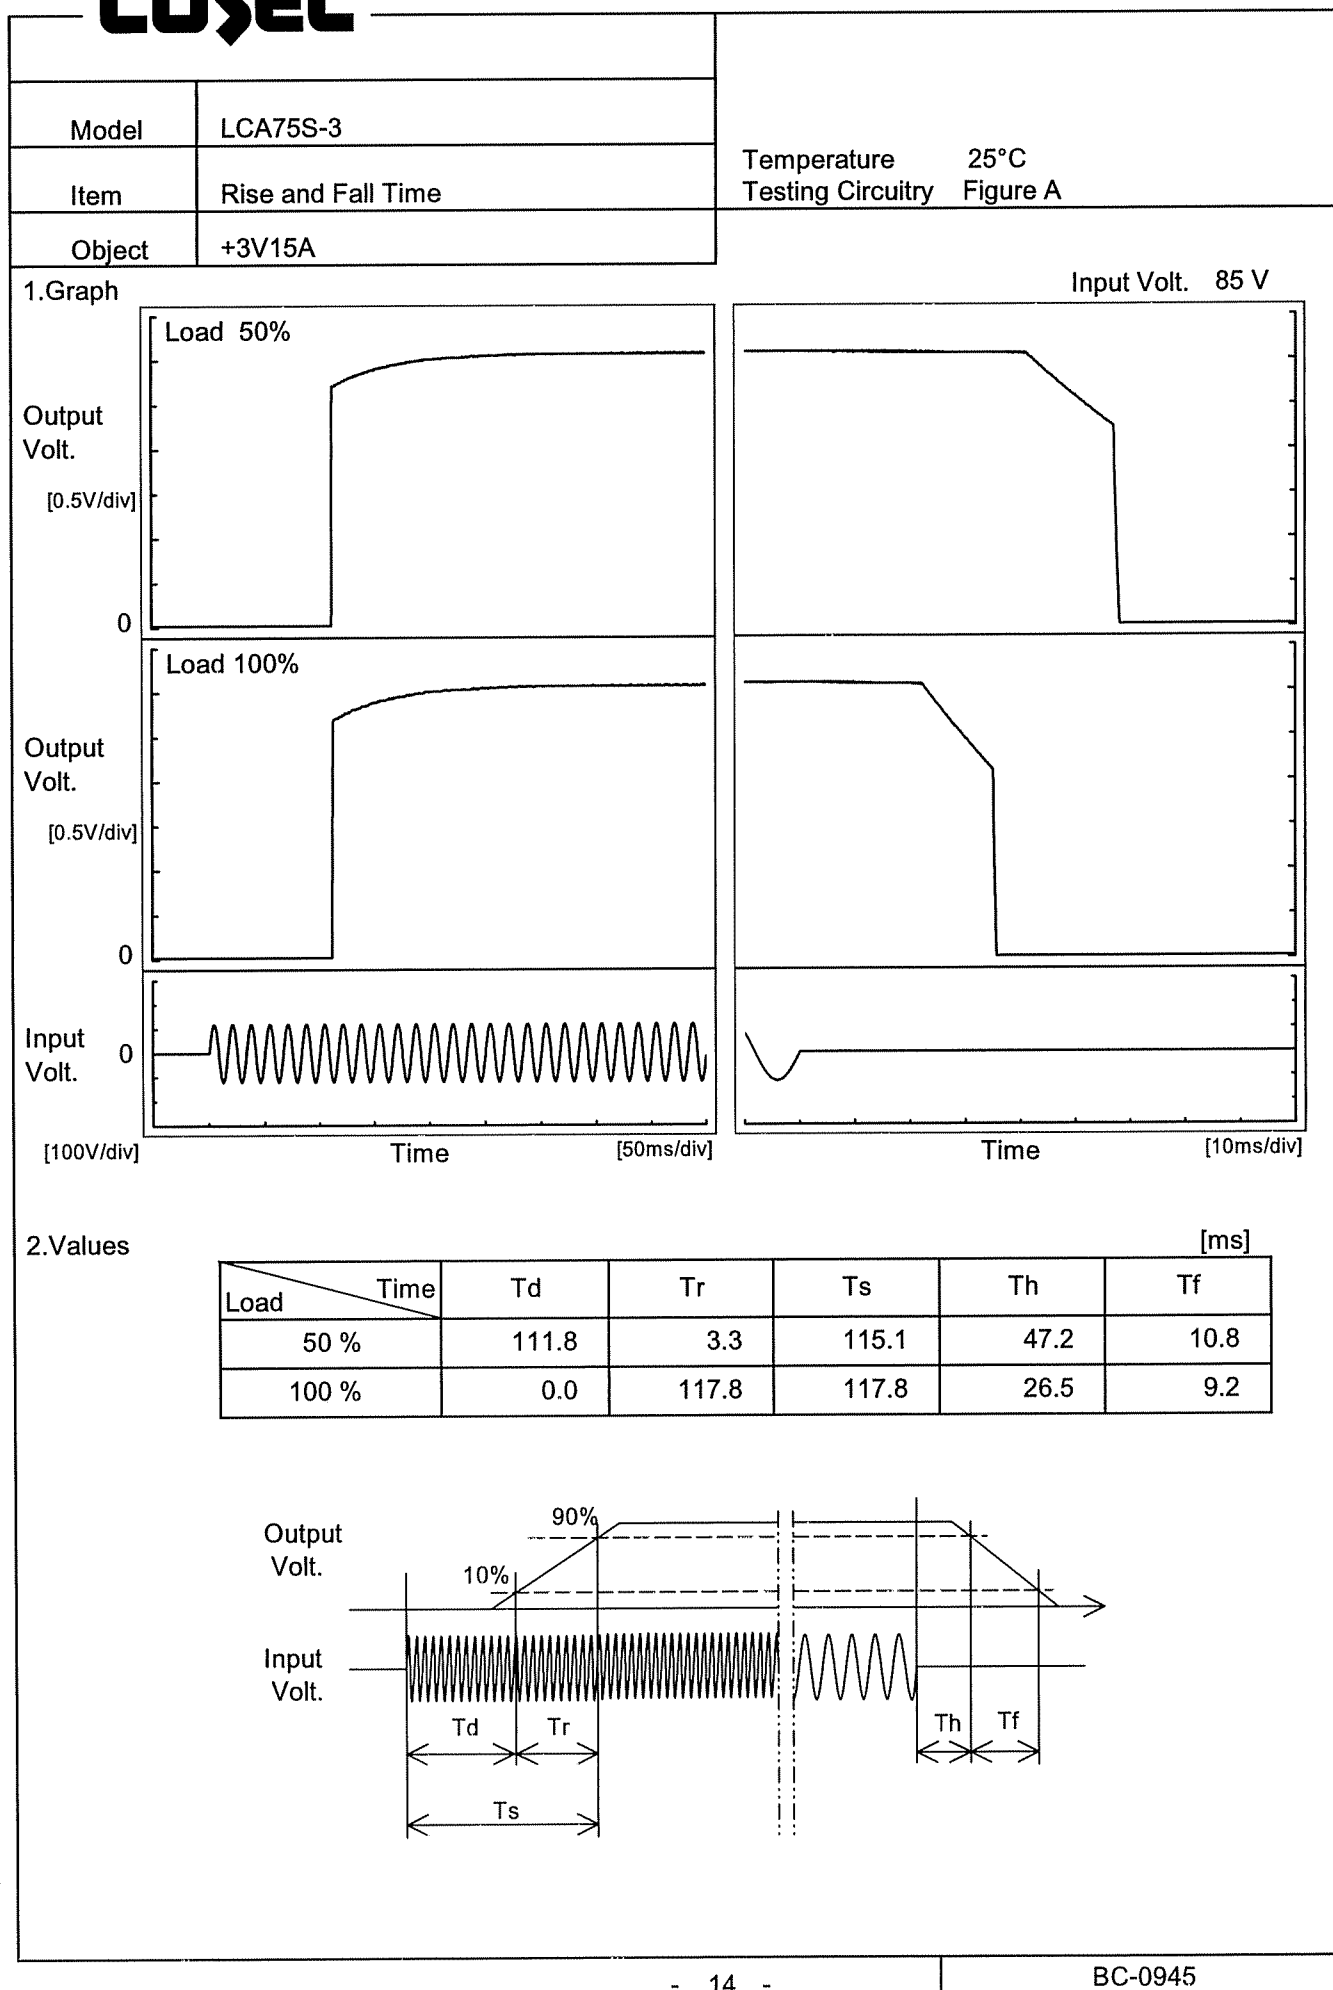 COSEL
Model LCA75S-3
Item Rise and Fall Time
Object +3V15A
Temperature 25°C
Testing Circuitry Figure A
1.Graph
Input Volt. 85 V
Load 50%
Output
Volt.
[0.5V/div]
0
Load 100%
Output
Volt.
[0.5V/div]
0
Input
Volt.
0
[100V/div]
Time
[50ms/div]
Time
[10ms/div]
2.Values
[ms]
Load Time Td Tr Ts Th Tf
50 % 111.8 3.3 115.1 47.2 10.8
100 % 0.0 117.8 117.8 26.5 9.2
Output
Volt.
90%
10%
Input
Volt.
Td Tr Th Tf
Ts
- 14 -
BC-0945